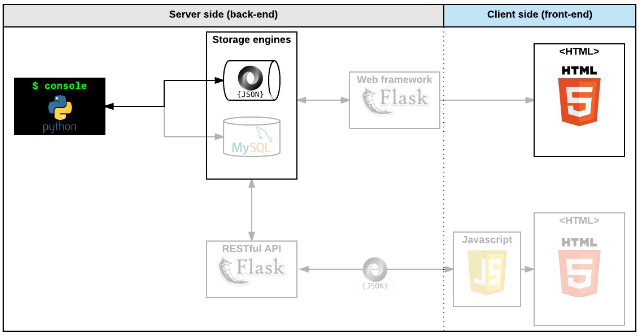 Server side (back-end)
Client side (front-end)
Storage engines
$ console
python
{JSON}
MySQL
Web framework
Flask
<HTML>
HTML
5
RESTful API
Flask
{JSON}
Javascript
JS
<HTML>
HTML
5